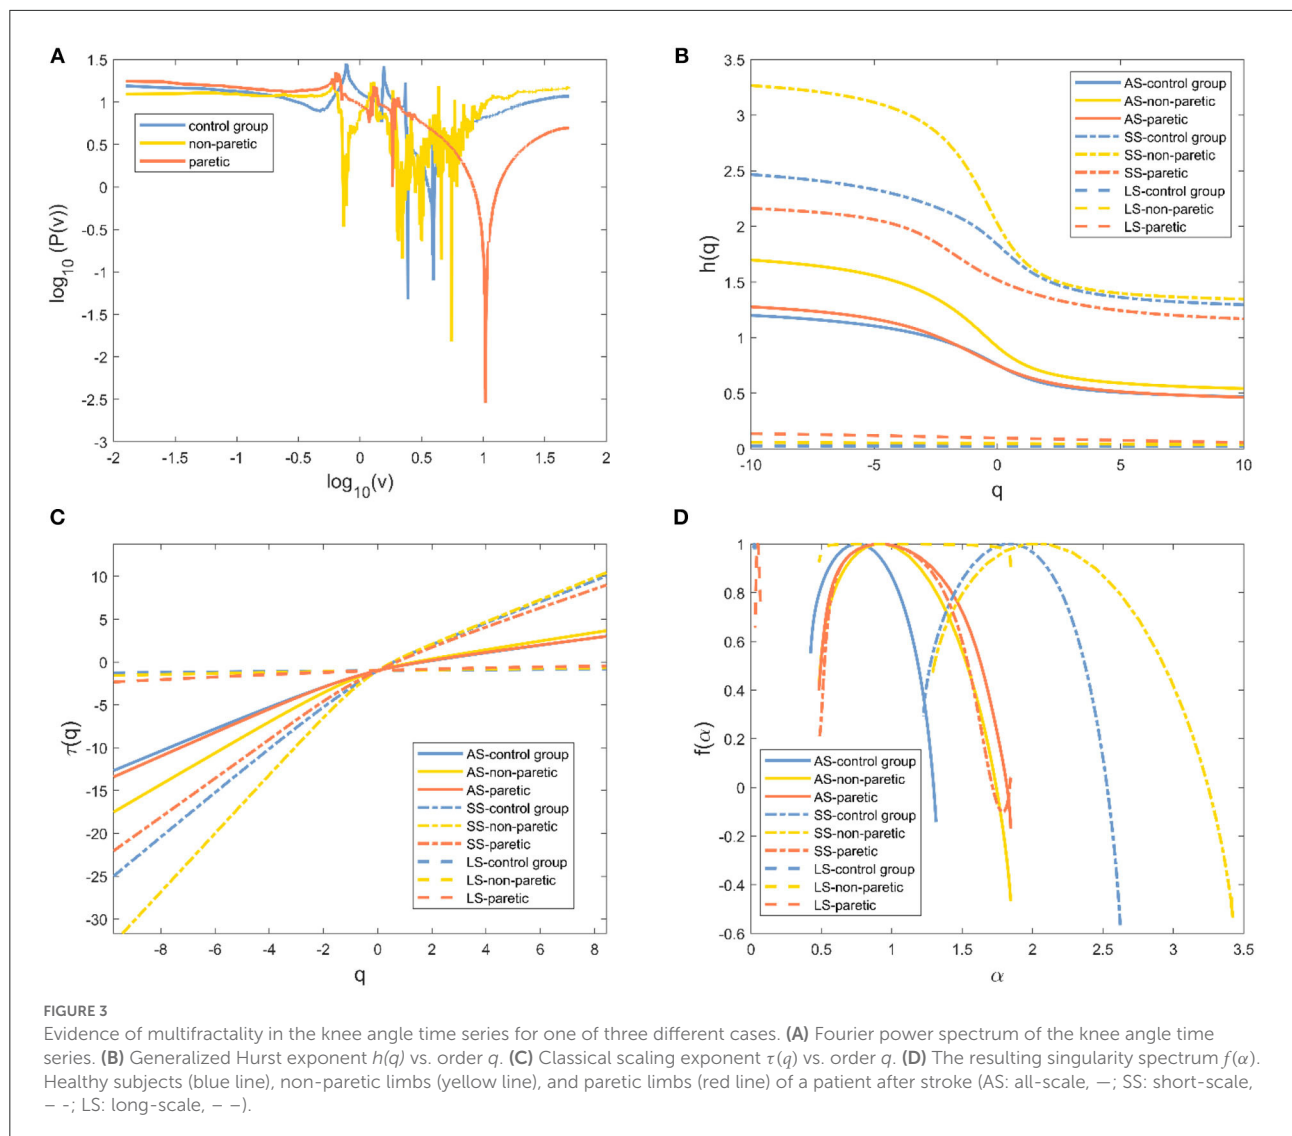 A
1.5
1
0.5
0
-0.5
-1
-1.5
-2
-2.5
-3
-2
-1.5
-1
-0.5
0
0.5
1
1.5
2
log10 (P(v))
log10(v)
control group
non-paretic
paretic
B
3.5
3
2.5
2
1.5
1
0.5
0
-10
-5
0
5
10
h(q)
q
AS-control group
AS-non-paretic
AS-paretic
SS-control group
SS-non-paretic
SS-paretic
LS-control group
LS-non-paretic
LS-paretic
C
10
5
0
-5
-10
-15
-20
-25
-30
-8
-6
-4
-2
0
2
4
6
8
τ(q)
q
AS-control group
AS-non-paretic
AS-paretic
SS-control group
SS-non-paretic
SS-paretic
LS-control group
LS-non-paretic
LS-paretic
D
1
0.8
0.6
0.4
0.2
0
-0.2
-0.4
-0.6
0
0.5
1
1.5
2
2.5
3
3.5
f(α)
α
AS-control group
AS-non-paretic
AS-paretic
SS-control group
SS-non-paretic
SS-paretic
LS-control group
LS-non-paretic
LS-paretic
FIGURE 3
Evidence of multifractality in the knee angle time series for one of three different cases. (A) Fourier power spectrum of the knee angle time
series. (B) Generalized Hurst exponent h(q) vs. order q. (C) Classical scaling exponent τ(q) vs. order q. (D) The resulting singularity spectrum f(α).
Healthy subjects (blue line), non-paretic limbs (yellow line), and paretic limbs (red line) of a patient after stroke (AS: all-scale, —; SS: short-scale,
– -; LS: long-scale, – –).